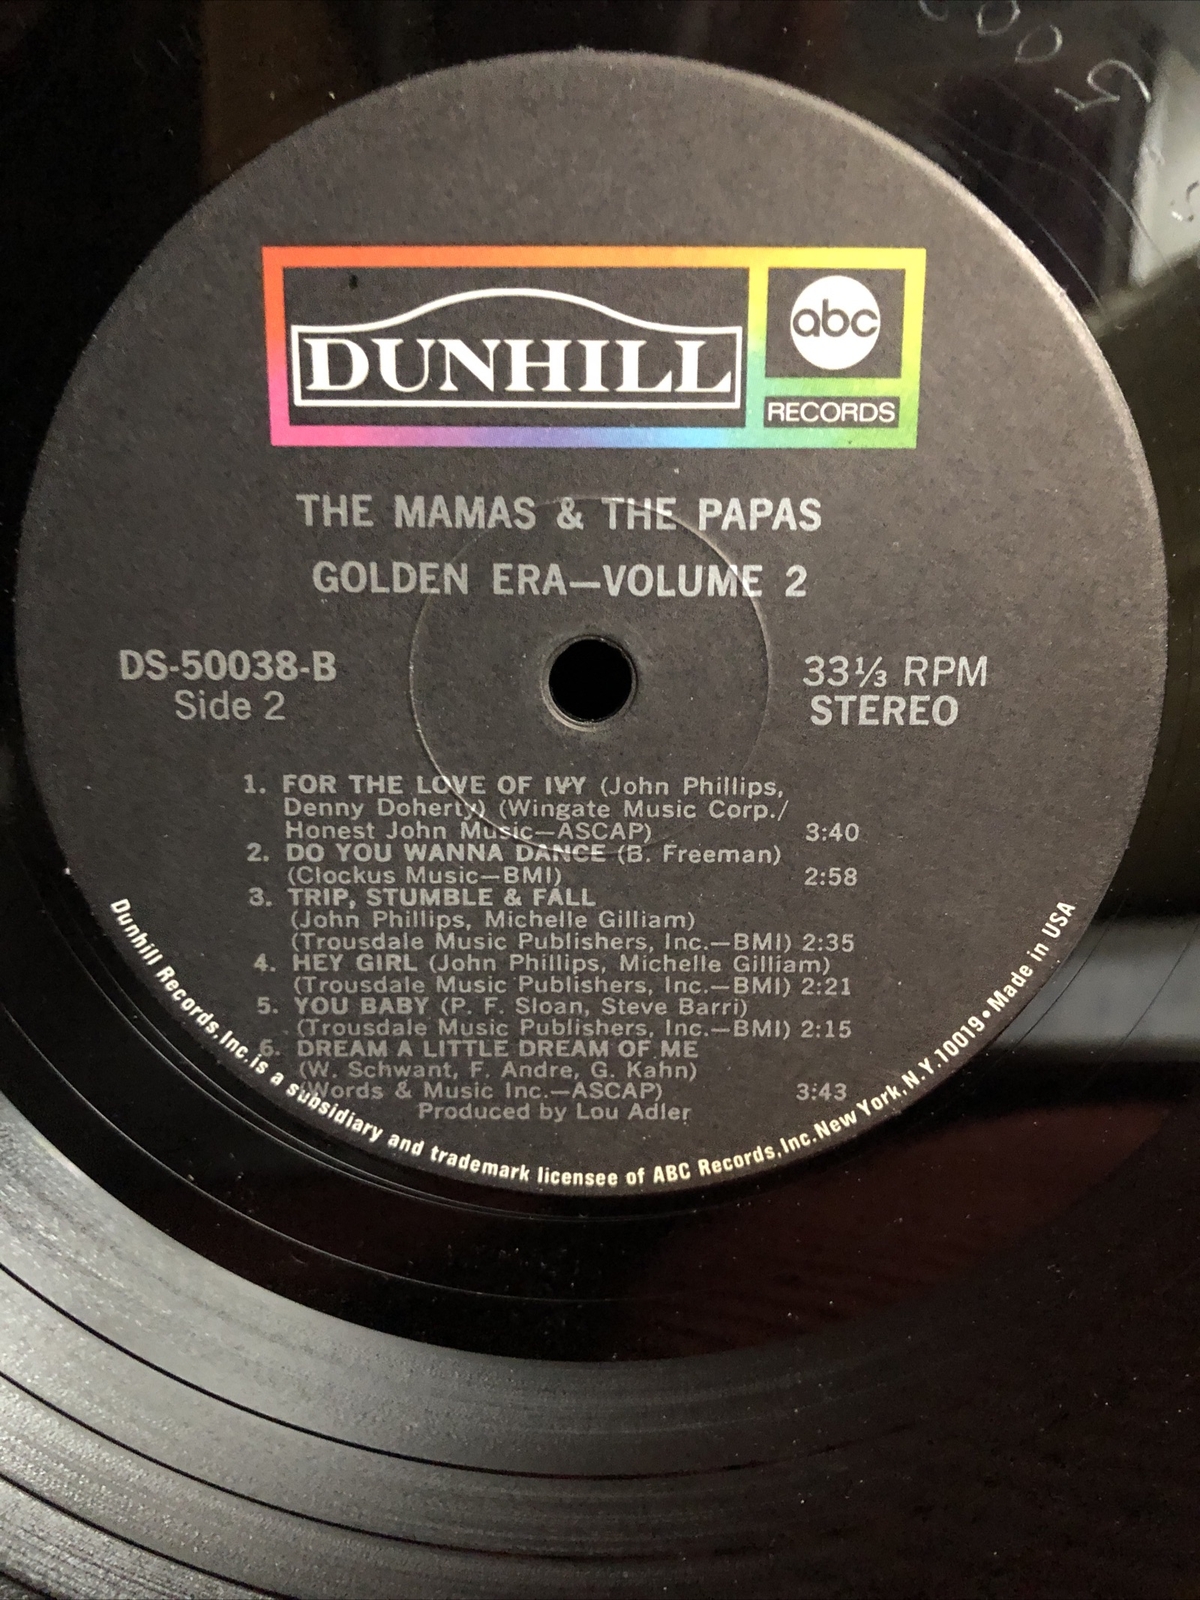 DUNHILL
abc
RECORDS
THE MAMAS & THE PAPAS
GOLDEN ERA—VOLUME 2
DS-50038-B
Side 2
33⅓ RPM
STEREO
1. FOR THE LOVE OF IVY (John Phillips,
Denny Doherty) (Wingate Music Corp./
Honest John Music—ASCAP) 3:40
2. DO YOU WANNA DANCE (B. Freeman)
(Clockus Music—BMI) 2:58
3. TRIP, STUMBLE & FALL
(John Phillips, Michelle Gilliam)
(Trousdale Music Publishers, Inc.—BMI) 2:35
4. HEY GIRL (John Phillips, Michelle Gilliam)
(Trousdale Music Publishers, Inc.—BMI) 2:21
5. YOU BABY (P. F. Sloan, Steve Barri)
(Trousdale Music Publishers, Inc.—BMI) 2:15
6. DREAM A LITTLE DREAM OF ME
(W. Schwant, F. Andre, G. Kahn)
(Words & Music Inc.—ASCAP) 3:43
Produced by Lou Adler
Dunhill Records, Inc. is a subsidiary and trademark licensee of ABC Records, Inc. New York, N.Y. 10019 • Made in USA